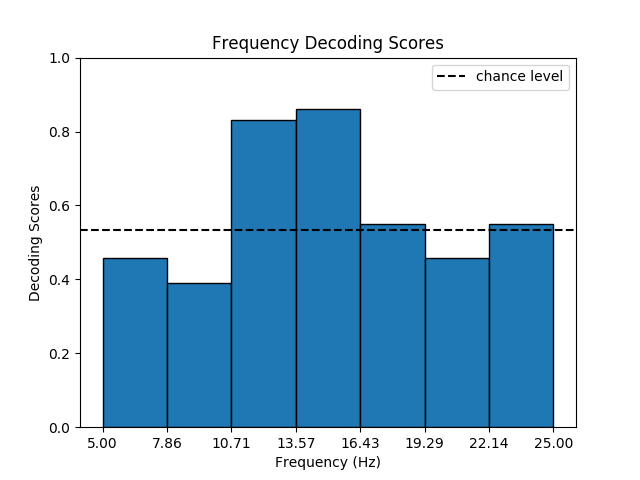 Frequency Decoding Scores
chance level
1.0
0.8
0.6
0.4
0.2
0.0
Decoding Scores
5.00 7.86 10.71 13.57 16.43 19.29 22.14 25.00
Frequency (Hz)